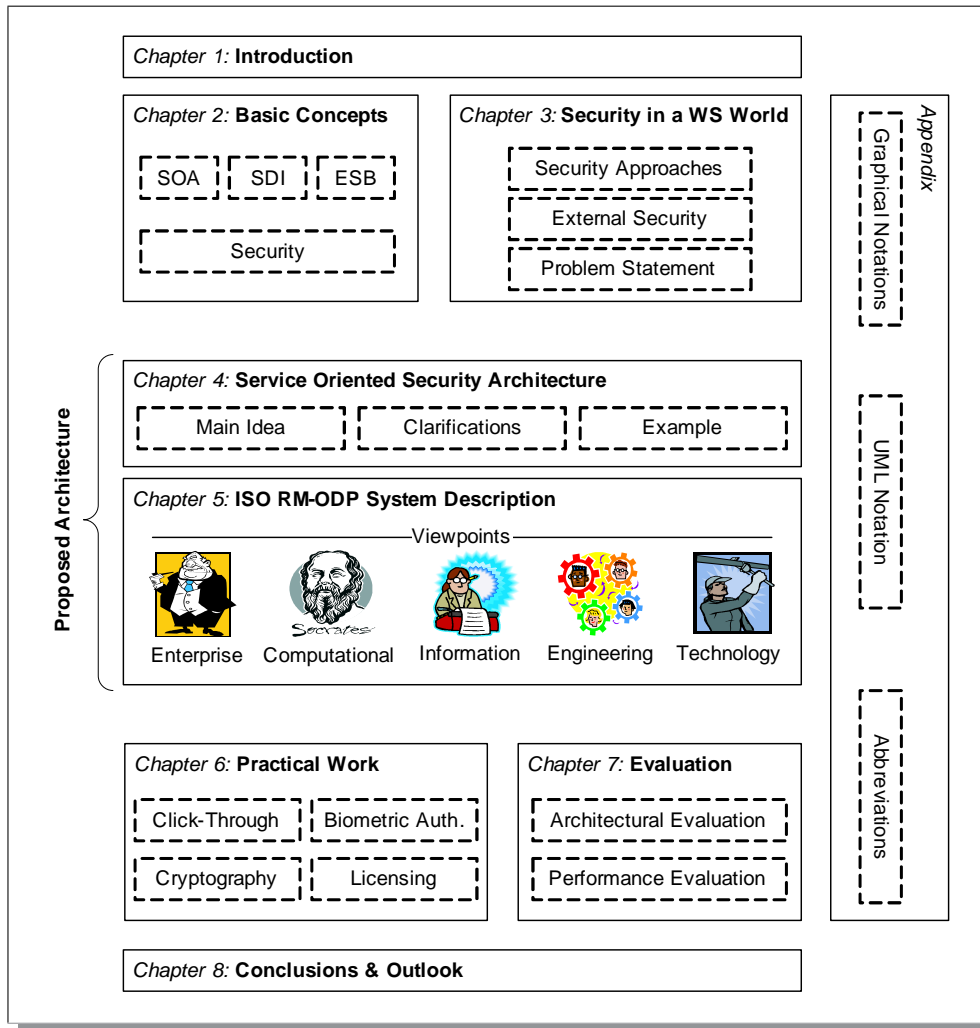 Chapter 1: Introduction
Chapter 2: Basic Concepts
SOA
SDI
ESB
Security
Chapter 3: Security in a WS World
Security Approaches
External Security
Problem Statement
Appendix
Graphical Notations
UML Notation
Abbreviations
Proposed Architecture
Chapter 4: Service Oriented Security Architecture
Main Idea
Clarifications
Example
Chapter 5: ISO RM-ODP System Description
Viewpoints
Socrates
Enterprise
Computational
Information
Engineering
Technology
Chapter 6: Practical Work
Click-Through
Biometric Auth.
Cryptography
Licensing
Chapter 7: Evaluation
Architectural Evaluation
Performance Evaluation
Chapter 8: Conclusions & Outlook